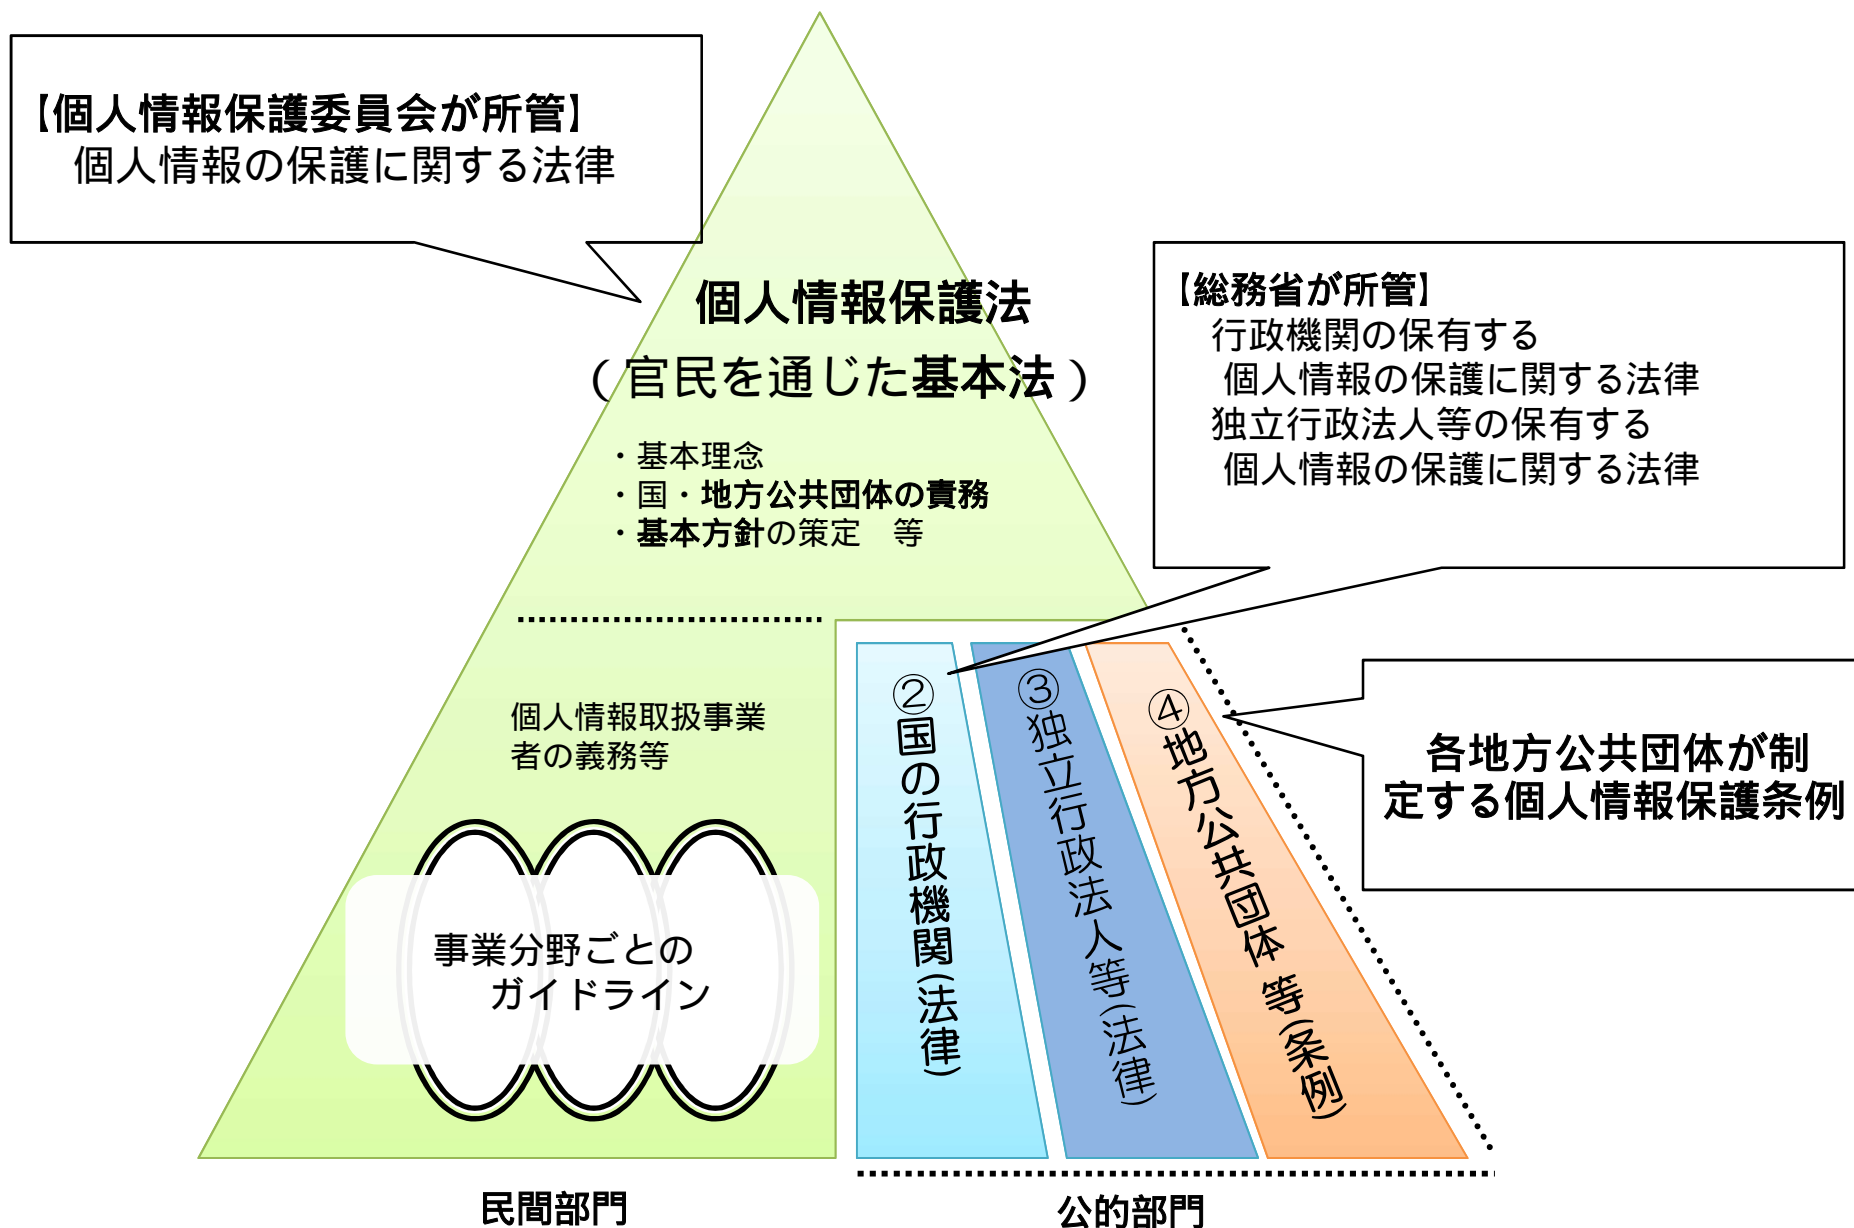 【個人情報保護委員会が所管】
個人情報の保護に関する法律
個人情報保護法
（官民を通じた基本法）
・基本理念
・国・地方公共団体の責務
・基本方針の策定　等
【総務省が所管】
行政機関の保有する
個人情報の保護に関する法律
独立行政法人等の保有する
個人情報の保護に関する法律
個人情報取扱事業
者の義務等
事業分野ごとの
ガイドライン
②国の行政機関(法律)
③独立行政法人等(法律)
④地方公共団体 等(条例)
各地方公共団体が制
定する個人情報保護条例
民間部門
公的部門